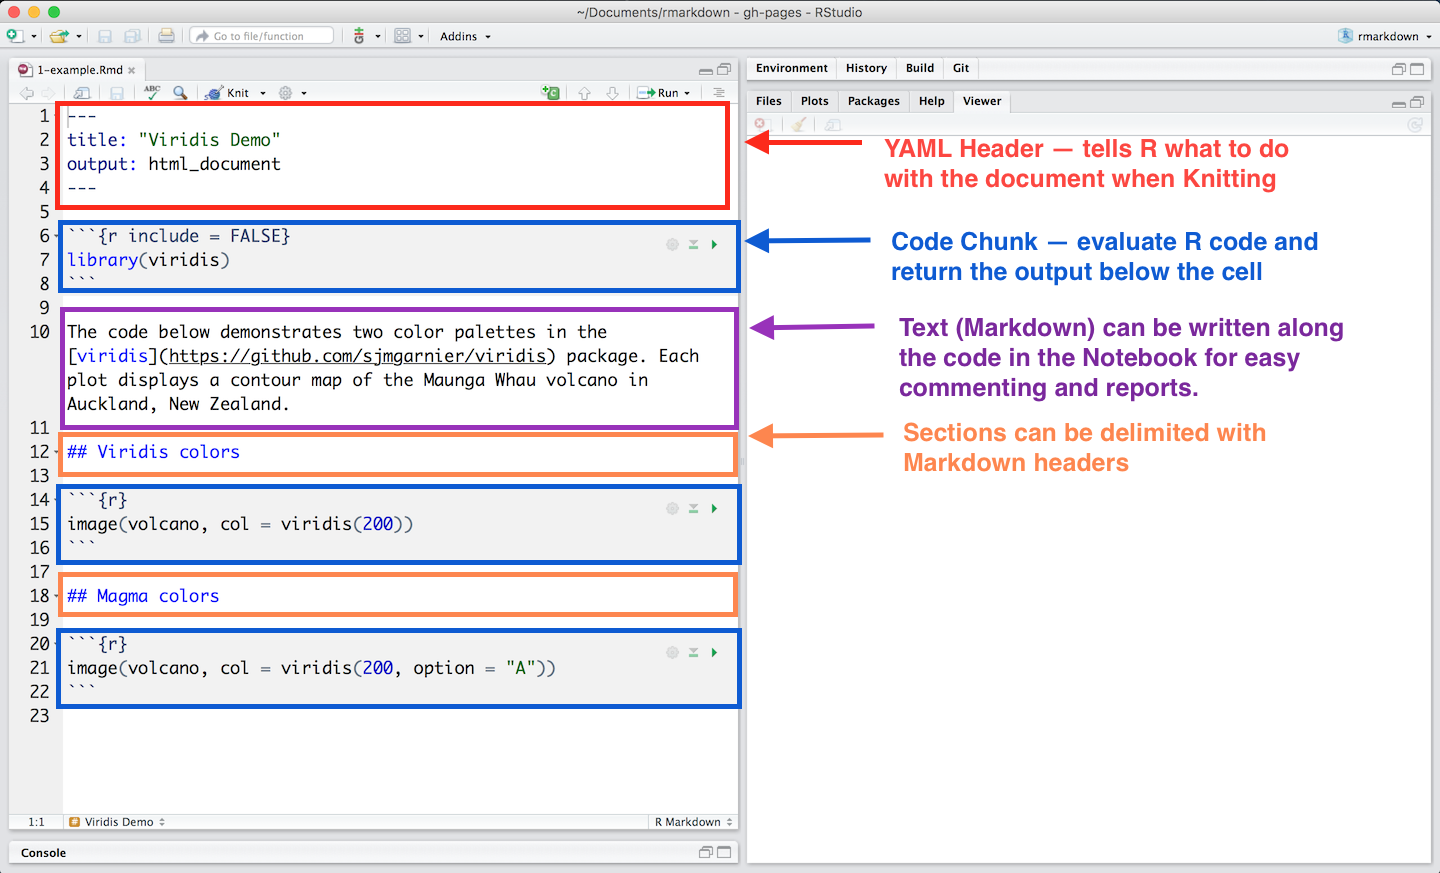 ~/Documents/rmarkdown - gh-pages - RStudio
Go to file/function
Addins
rmarkdown
1-example.Rmd
ABC
Knit
Run
1 ---
2 title: "Viridis Demo"
3 output: html_document
4 ---
5
6 ```{r include = FALSE}
7 library(viridis)
8 ```
9
10 The code below demonstrates two color palettes in the
[viridis](https://github.com/sjmgarnier/viridis) package. Each
plot displays a contour map of the Maunga Whau volcano in
Auckland, New Zealand.
11
12 ## Viridis colors
13
14 ```{r}
15 image(volcano, col = viridis(200))
16 ```
17
18 ## Magma colors
19
20 ```{r}
21 image(volcano, col = viridis(200, option = "A"))
22 ```
23
1:1 # Viridis Demo R Markdown
Console
Environment History Build Git
Files Plots Packages Help Viewer
YAML Header — tells R what to do
with the document when Knitting
Code Chunk — evaluate R code and
return the output below the cell
Text (Markdown) can be written along
the code in the Notebook for easy
commenting and reports.
Sections can be delimited with
Markdown headers